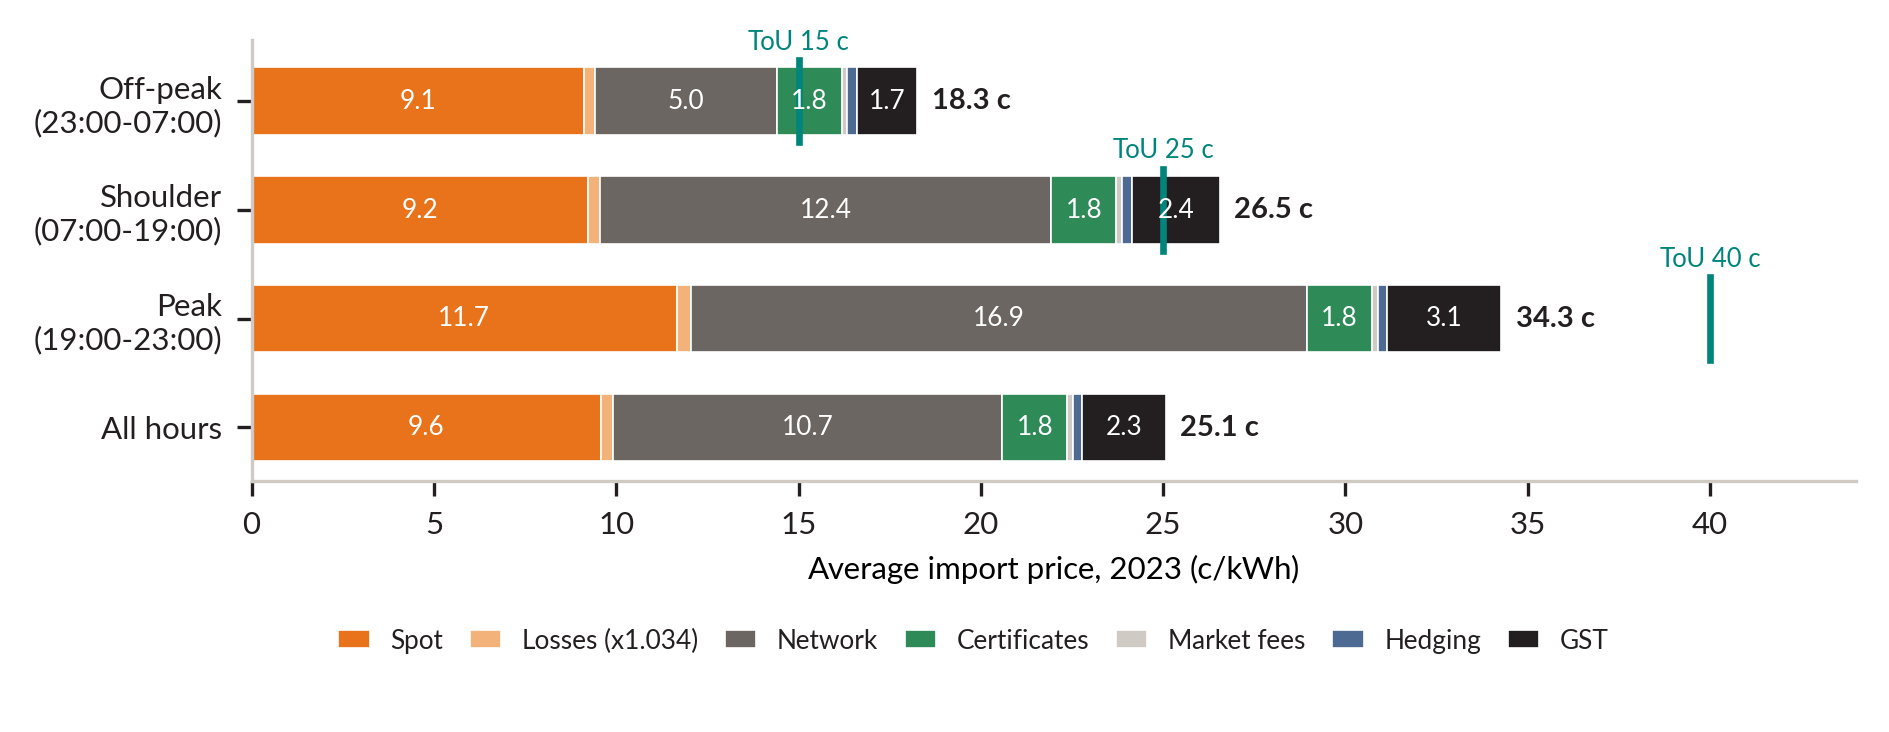 ToU 15 c
Off-peak
(23:00-07:00)
9.1
5.0
1.8
1.7
18.3 c
ToU 25 c
Shoulder
(07:00-19:00)
9.2
12.4
1.8
2.4
26.5 c
ToU 40 c
Peak
(19:00-23:00)
11.7
16.9
1.8
3.1
34.3 c
All hours
9.6
10.7
1.8
2.3
25.1 c
0 5 10 15 20 25 30 35 40
Average import price, 2023 (c/kWh)
Spot Losses (x1.034) Network Certificates Market fees Hedging GST